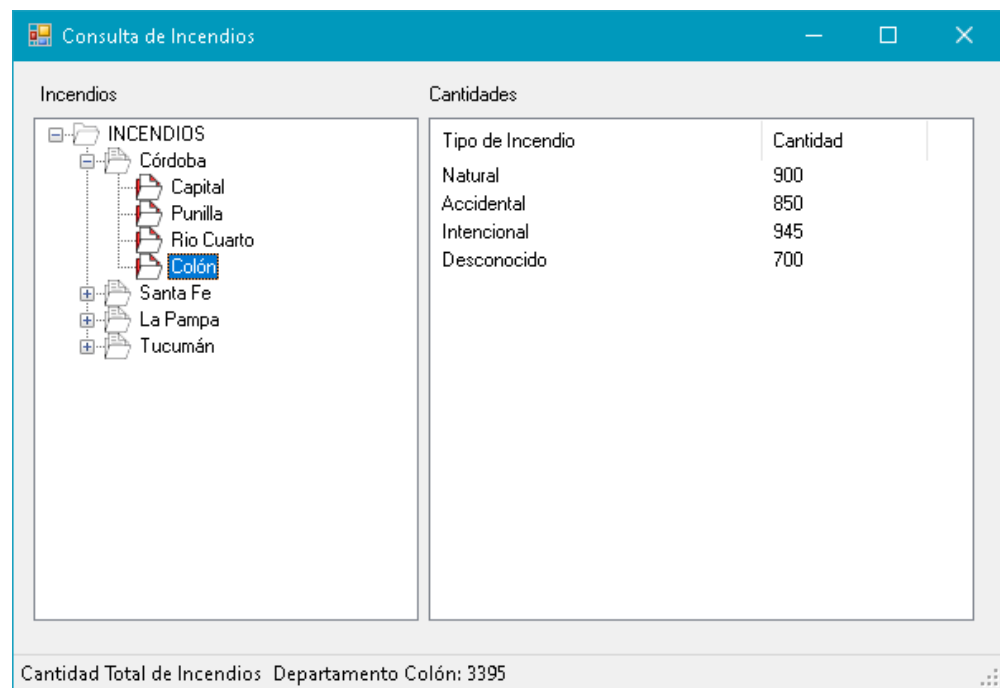 Consulta de Incendios
Incendios
INCENDIOS
Córdoba
Capital
Punilla
Rio Cuarto
Colón
Santa Fe
La Pampa
Tucumán
Cantidades
Tipo de Incendio Cantidad
Natural 900
Accidental 850
Intencional 945
Desconocido 700
Cantidad Total de Incendios Departamento Colón: 3395